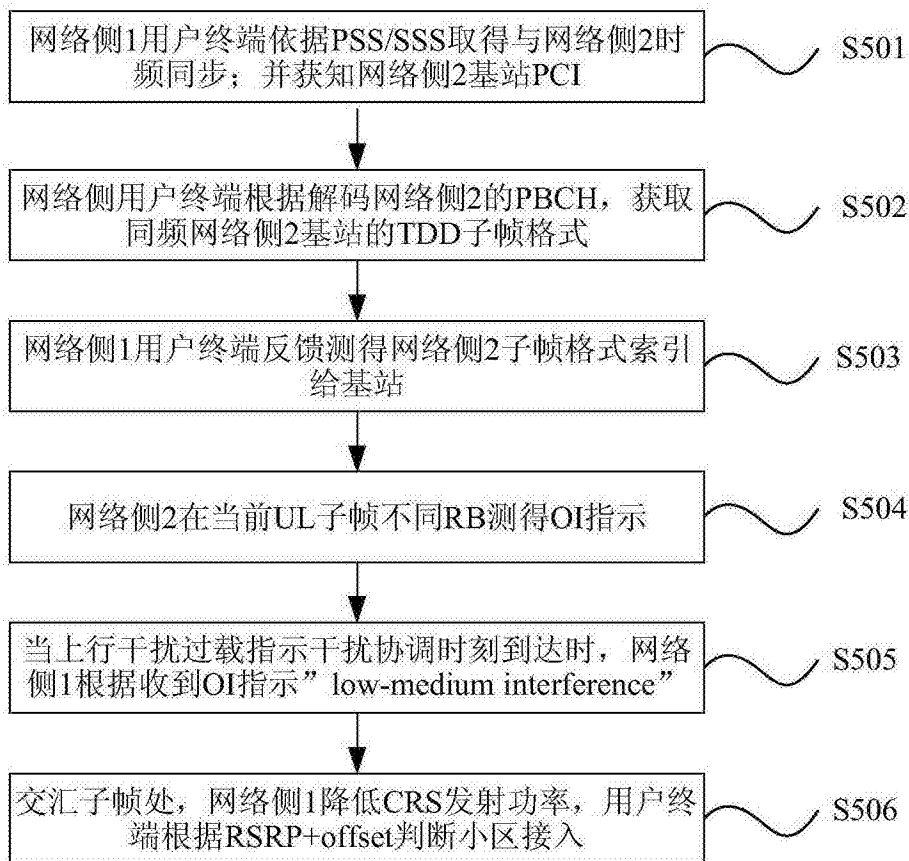 网络侧1用户终端依据PSS/SSS取得与网络侧2时
频同步；并获知网络侧2基站PCI
S501
网络侧用户终端根据解码网络侧2的PBCH，获取
同频网络侧2基站的TDD子帧格式
S502
网络侧1用户终端反馈测得网络侧2子帧格式索引
给基站
S503
网络侧2在当前UL子帧不同RB测得OI指示
S504
当上行干扰过载指示干扰协调时刻到达时，网络
侧1根据收到OI指示”low-medium interference”
S505
交汇子帧处，网络侧1降低CRS发射功率，用户终
端根据RSRP+offset判断小区接入
S506